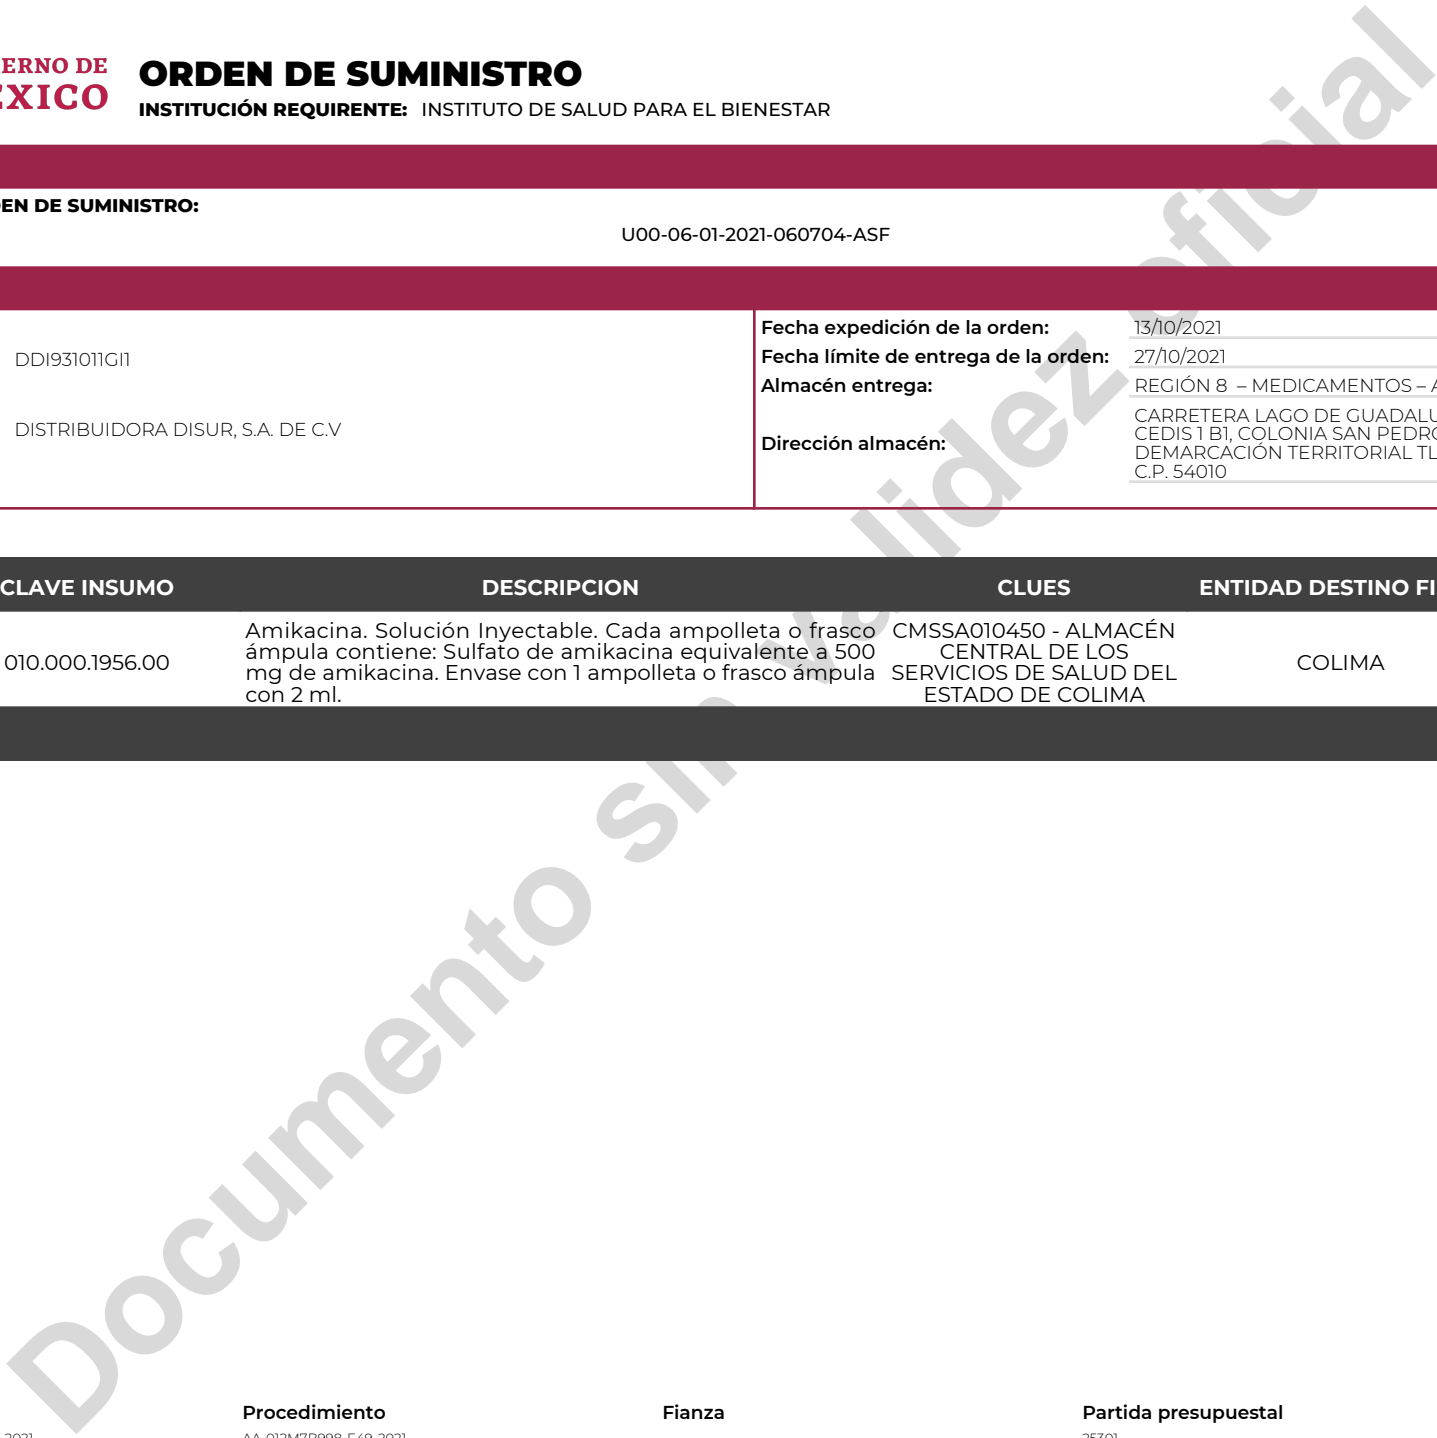 ERNO DE
ÉXICO
ORDEN DE SUMINISTRO
INSTITUCIÓN REQUIRENTE: INSTITUTO DE SALUD PARA EL BIENESTAR
EN DE SUMINISTRO:
U00-06-01-2021-060704-ASF
DDI931011GI1
DISTRIBUIDORA DISUR, S.A. DE C.V
Fecha expedición de la orden: 13/10/2021
Fecha límite de entrega de la orden: 27/10/2021
Almacén entrega: REGIÓN 8 – MEDICAMENTOS – A
Dirección almacén:
CARRETERA LAGO DE GUADALU
CEDIS 1 B1, COLONIA SAN PEDRO
DEMARCACIÓN TERRITORIAL TL
C.P. 54010
CLAVE INSUMO DESCRIPCION CLUES ENTIDAD DESTINO FI
010.000.1956.00
Amikacina. Solución Inyectable. Cada ampolleta o frasco
ámpula contiene: Sulfato de amikacina equivalente a 500
mg de amikacina. Envase con 1 ampolleta o frasco ámpula
con 2 ml.
CMSSA010450 - ALMACÉN
CENTRAL DE LOS
SERVICIOS DE SALUD DEL
ESTADO DE COLIMA
COLIMA
Documento sin validez oficial
Procedimiento Fianza Partida presupuestal